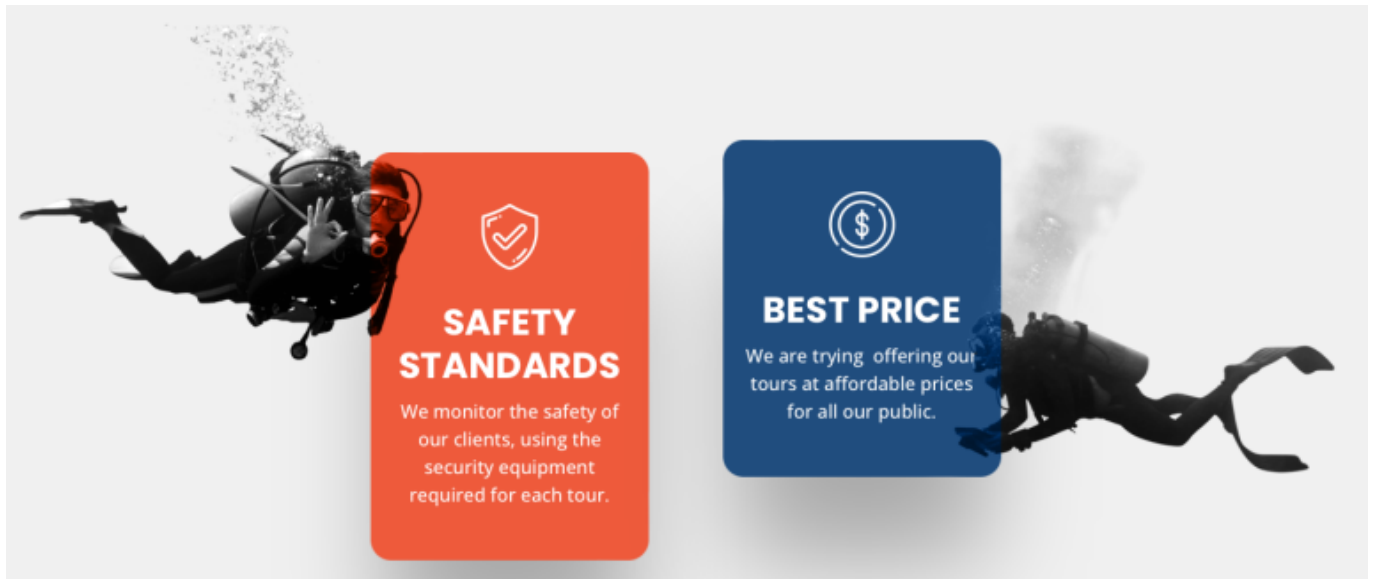 SAFETY
STANDARDS
We monitor the safety of
our clients, using the
security equipment
required for each tour.
BEST PRICE
We are trying  offering our
tours at affordable prices
for all our public.